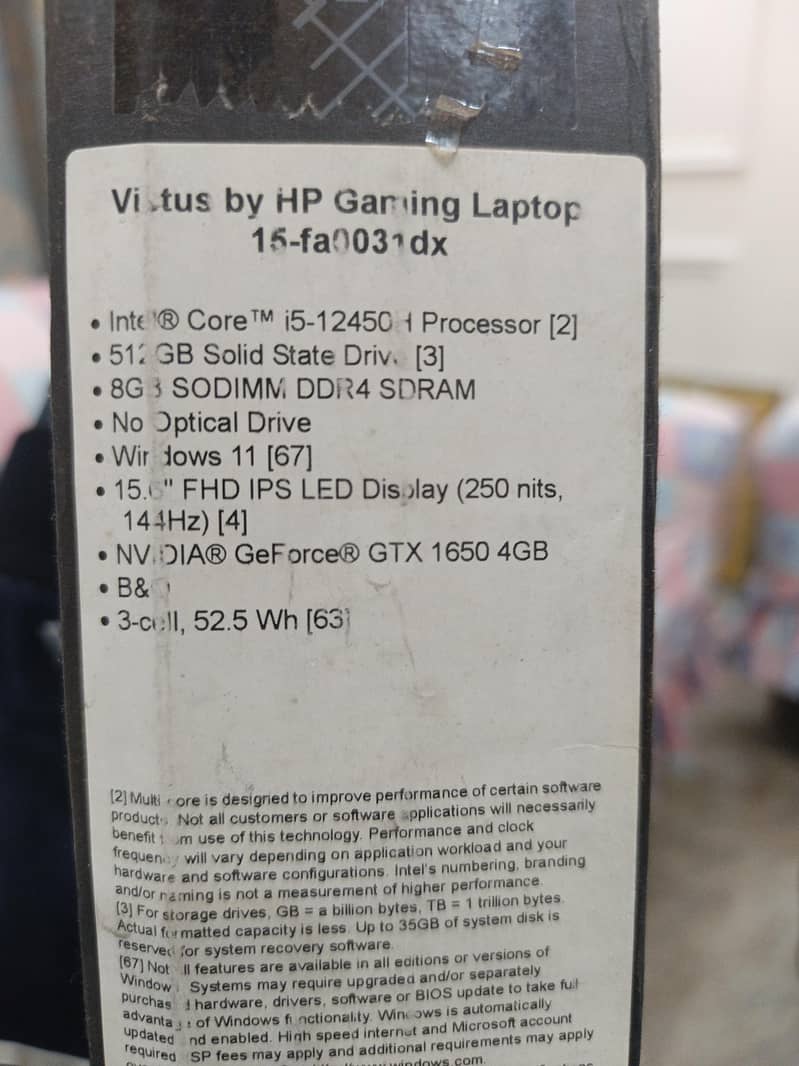 Victus by HP Gaming Laptop
15-fa0031dx
• Intel® Core™ i5-12450H Processor [2]
• 512 GB Solid State Drive [3]
• 8GB SODIMM DDR4 SDRAM
• No Optical Drive
• Windows 11 [67]
• 15.6" FHD IPS LED Display (250 nits,
144Hz) [4]
• NVIDIA® GeForce® GTX 1650 4GB
• B&O
• 3-cell, 52.5 Wh [63]
[2] Multi core is designed to improve performance of certain software
products. Not all customers or software applications will necessarily
benefit from use of this technology. Performance and clock
frequency will vary depending on application workload and your
hardware and software configurations. Intel's numbering, branding
and/or naming is not a measurement of higher performance.
[3] For storage drives, GB = a billion bytes, TB = 1 trillion bytes.
Actual formatted capacity is less. Up to 35GB of system disk is
reserved for system recovery software.
[67] Not all features are available in all editions or versions of
Windows. Systems may require upgraded and/or separately
purchased hardware, drivers, software or BIOS update to take full
advantage of Windows functionality. Windows is automatically
updated and enabled. High speed internet and Microsoft account
required ISP fees may apply and additional requirements may apply
windows.com.